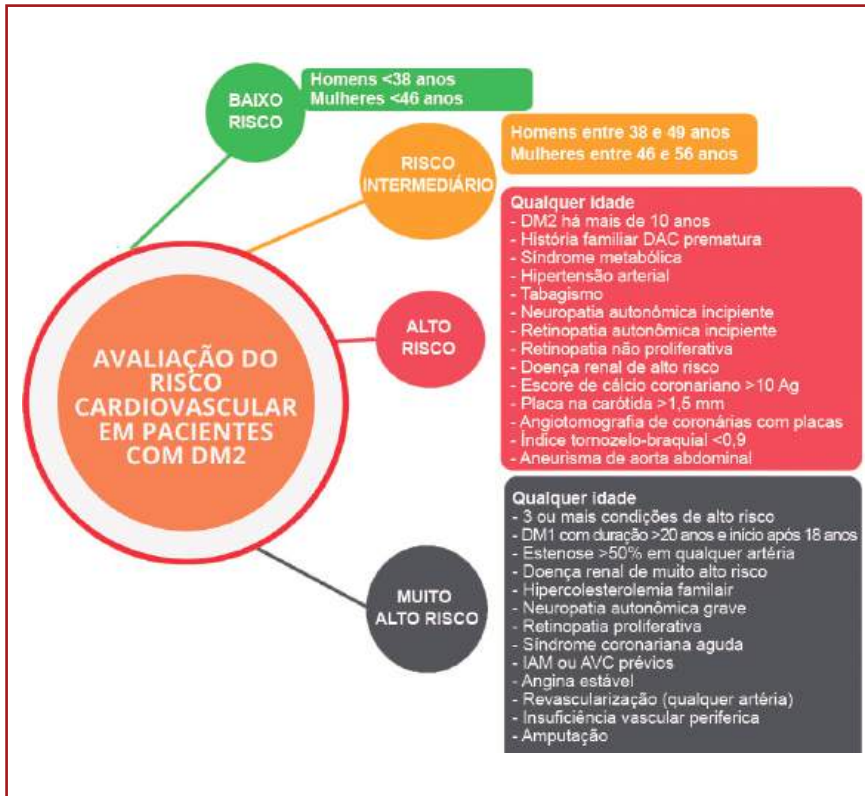 BAIXO
RISCO
Homens <38 anos
Mulheres <46 anos
RISCO
INTERMEDIÁRIO
Homens entre 38 e 49 anos
Mulheres entre 46 e 56 anos
AVALIAÇÃO DO
RISCO
CARDIOVASCULAR
EM PACIENTES
COM DM2
ALTO
RISCO
Qualquer idade
- DM2 há mais de 10 anos
- História familiar DAC prematura
- Síndrome metabólica
- Hipertensão arterial
- Tabagismo
- Neuropatia autonômica incipiente
- Retinopatia autonômica incipiente
- Retinopatia não proliferativa
- Doença renal de alto risco
- Escore de cálcio coronariano >10 Ag
- Placa na carótida >1,5 mm
- Angiotomografia de coronárias com placas
- Índice tornozelo-braquial <0,9
- Aneurisma de aorta abdominal
MUITO
ALTO RISCO
Qualquer idade
- 3 ou mais condições de alto risco
- DM1 com duração >20 anos e início após 18 anos
- Estenose >50% em qualquer artéria
- Doença renal de muito alto risco
- Hipercolesterolemia familair
- Neuropatia autonômica grave
- Retinopatia proliferativa
- Síndrome coronariana aguda
- IAM ou AVC prévios
- Angina estável
- Revascularização (qualquer artéria)
- Insuficiência vascular periferica
- Amputação